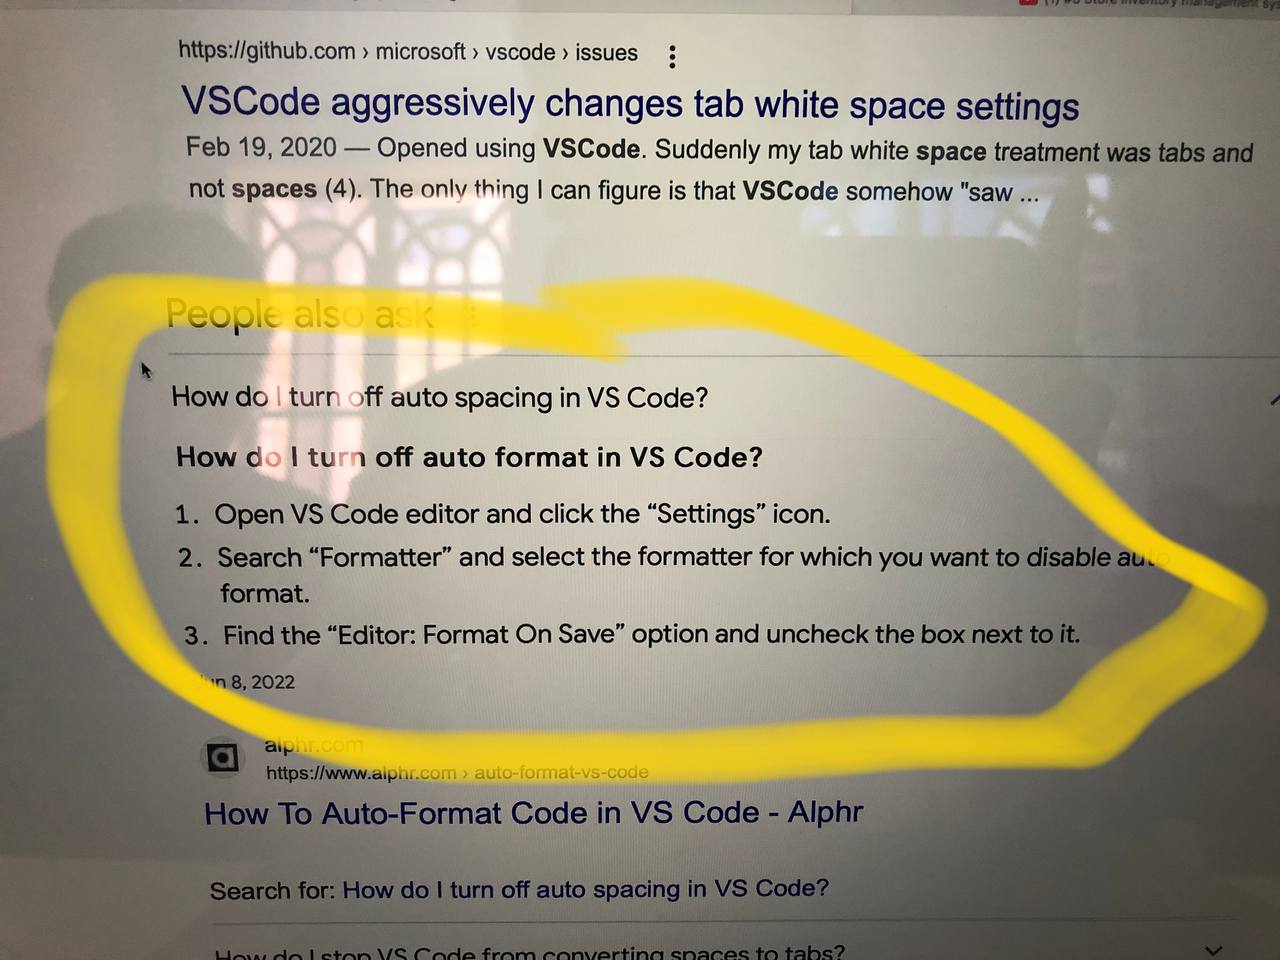 https://github.com › microsoft › vscode › issues
VSCode aggressively changes tab white space settings
Feb 19, 2020 — Opened using VSCode. Suddenly my tab white space treatment was tabs and
not spaces (4). The only thing I can figure is that VSCode somehow "saw ...
People also ask
How do I turn off auto spacing in VS Code?
How do I turn off auto format in VS Code?
1. Open VS Code editor and click the “Settings” icon.
2. Search “Formatter” and select the formatter for which you want to disable auto
format.
3. Find the “Editor: Format On Save” option and uncheck the box next to it.
Jun 8, 2022
alphr.com
https://www.alphr.com › auto-format-vs-code
How To Auto-Format Code in VS Code - Alphr
Search for: How do I turn off auto spacing in VS Code?
How do I stop VS Code from converting spaces to tabs?